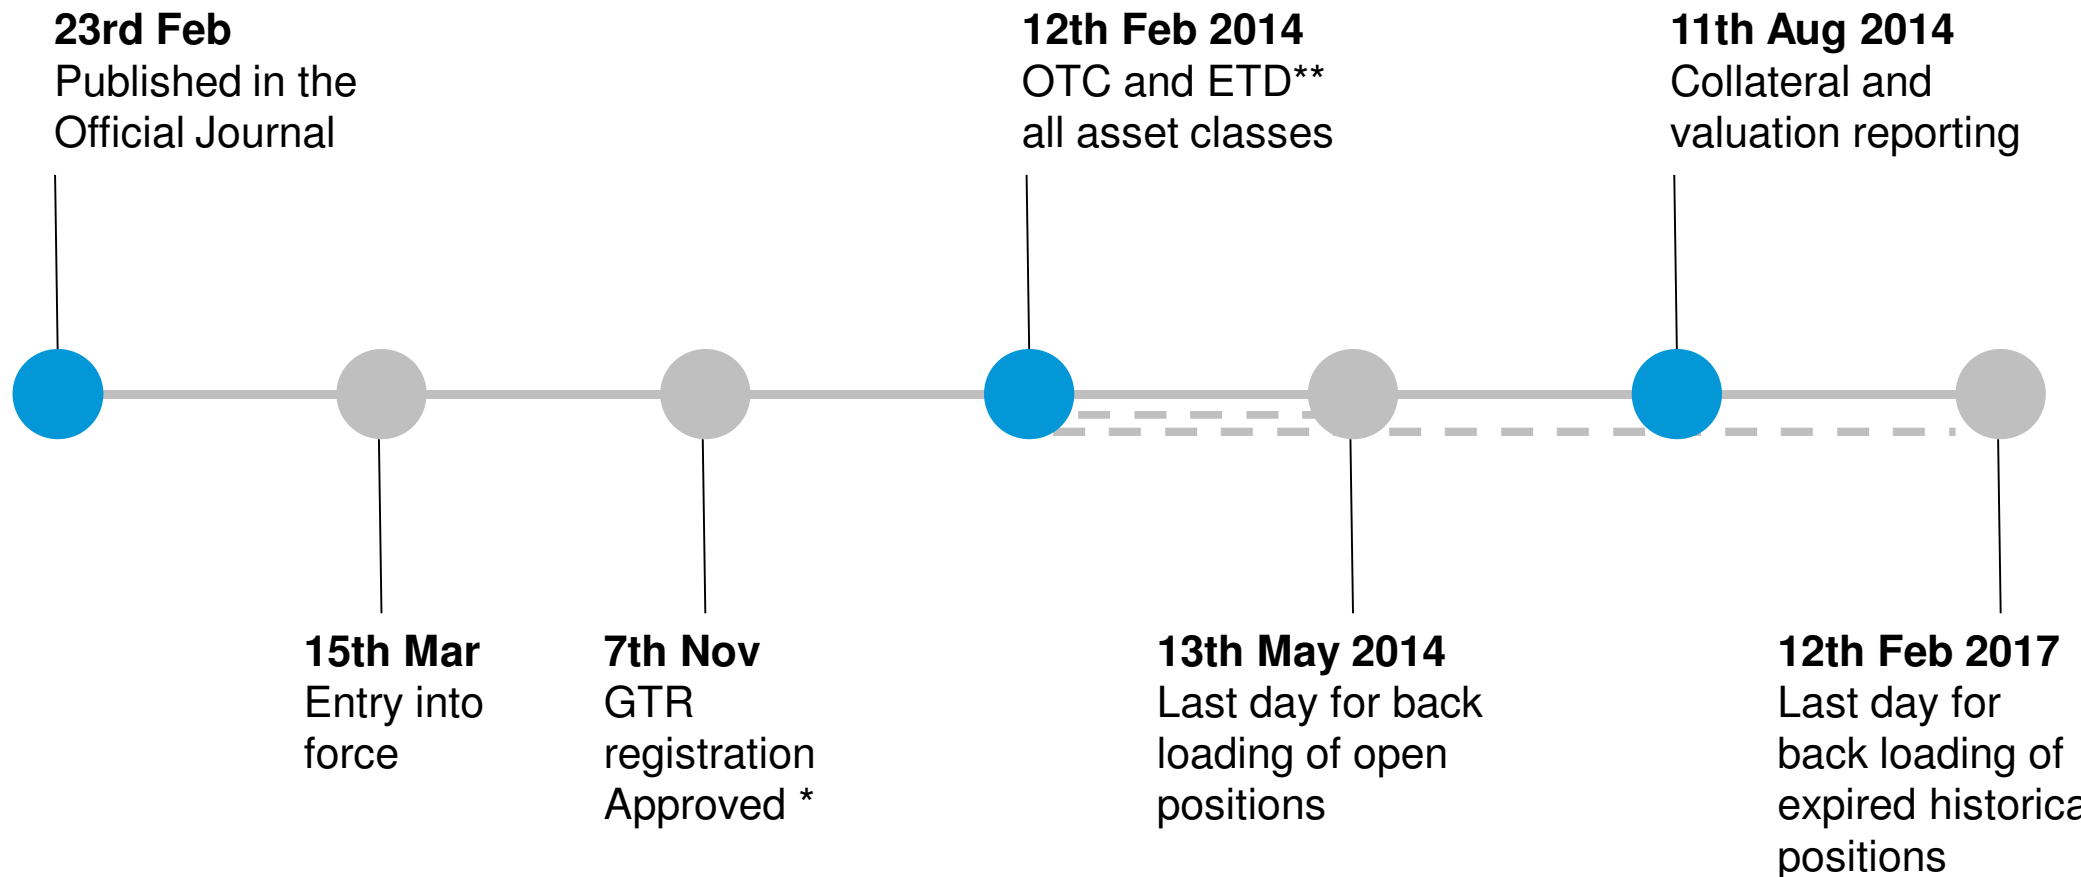 23rd Feb
Published in the
Official Journal
12th Feb 2014
OTC and ETD**
all asset classes
11th Aug 2014
Collateral and
valuation reporting
15th Mar
Entry into
force
7th Nov
GTR
registration
Approved *
13th May 2014
Last day for back
loading of open
positions
12th Feb 2017
Last day for
back loading of
expired historica
positions